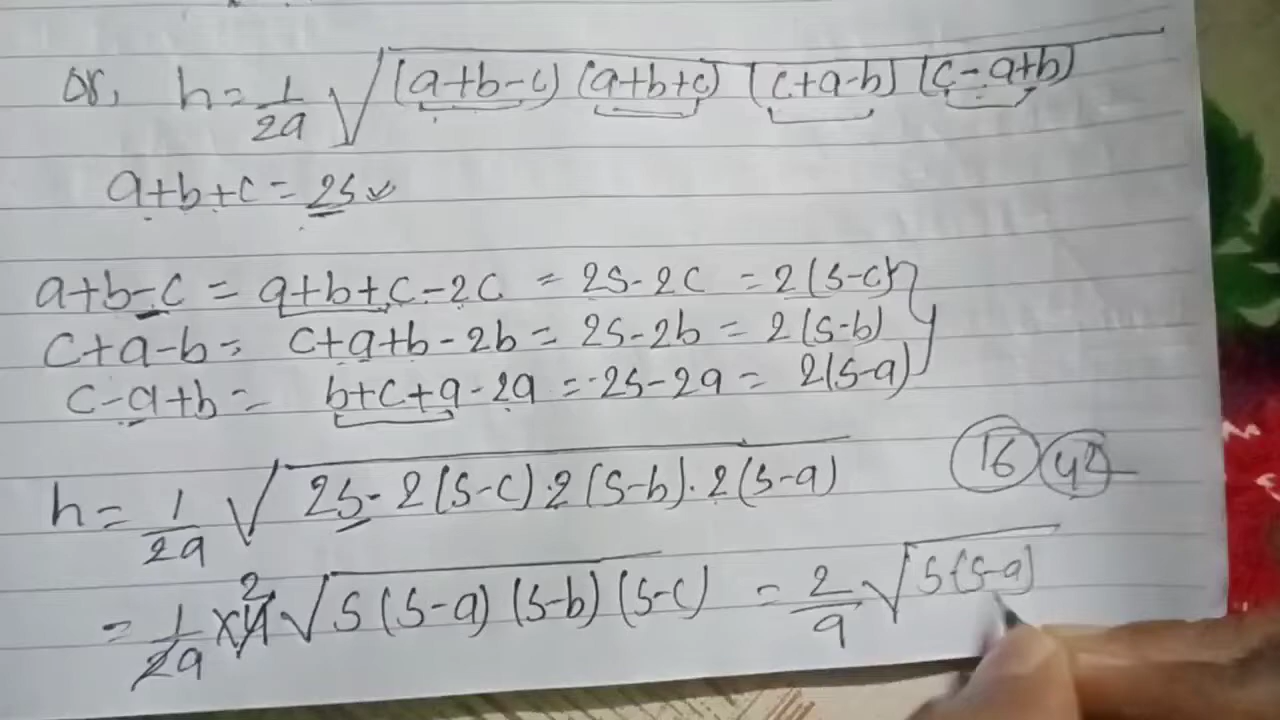 or, h = 1/2a √(a+b-c) (a+b+c) (c+a-b) (c-a+b)
a+b+c = 2s
a+b-c = a+b+c-2c = 2s-2c = 2(s-c)
c+a-b = c+a+b-2b = 2s-2b = 2(s-b)
c-a+b = b+c+a-2a = 2s-2a = 2(s-a)
16 4²
h = 1/2a √2s·2(s-c)·2(s-b)·2(s-a)
= 1/2a × 4 2 √s(s-a) (s-b) (s-c) = 2/a √s(s-a)